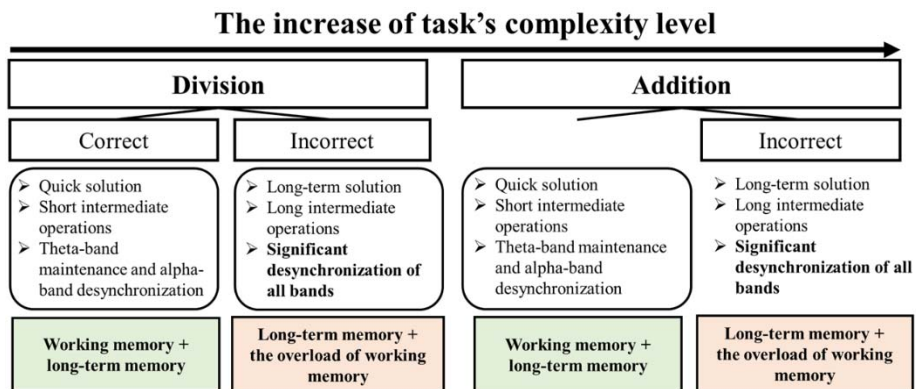 The increase of task's complexity level
Division
Addition
Correct
Incorrect
Incorrect
➢ Quick solution
➢ Short intermediate
operations
➢ Theta-band
maintenance and alpha-
band desynchronization
➢ Long-term solution
➢ Long intermediate
operations
➢ Significant
desynchronization of
all bands
➢ Quick solution
➢ Short intermediate
operations
➢ Theta-band maintenance
and alpha-band
desynchronization
➢ Long-term solution
➢ Long intermediate
operations
➢ Significant
desynchronization of all
bands
Working memory +
long-term memory
Long-term memory +
the overload of working
memory
Working memory +
long-term memory
Long-term memory +
the overload of working
memory